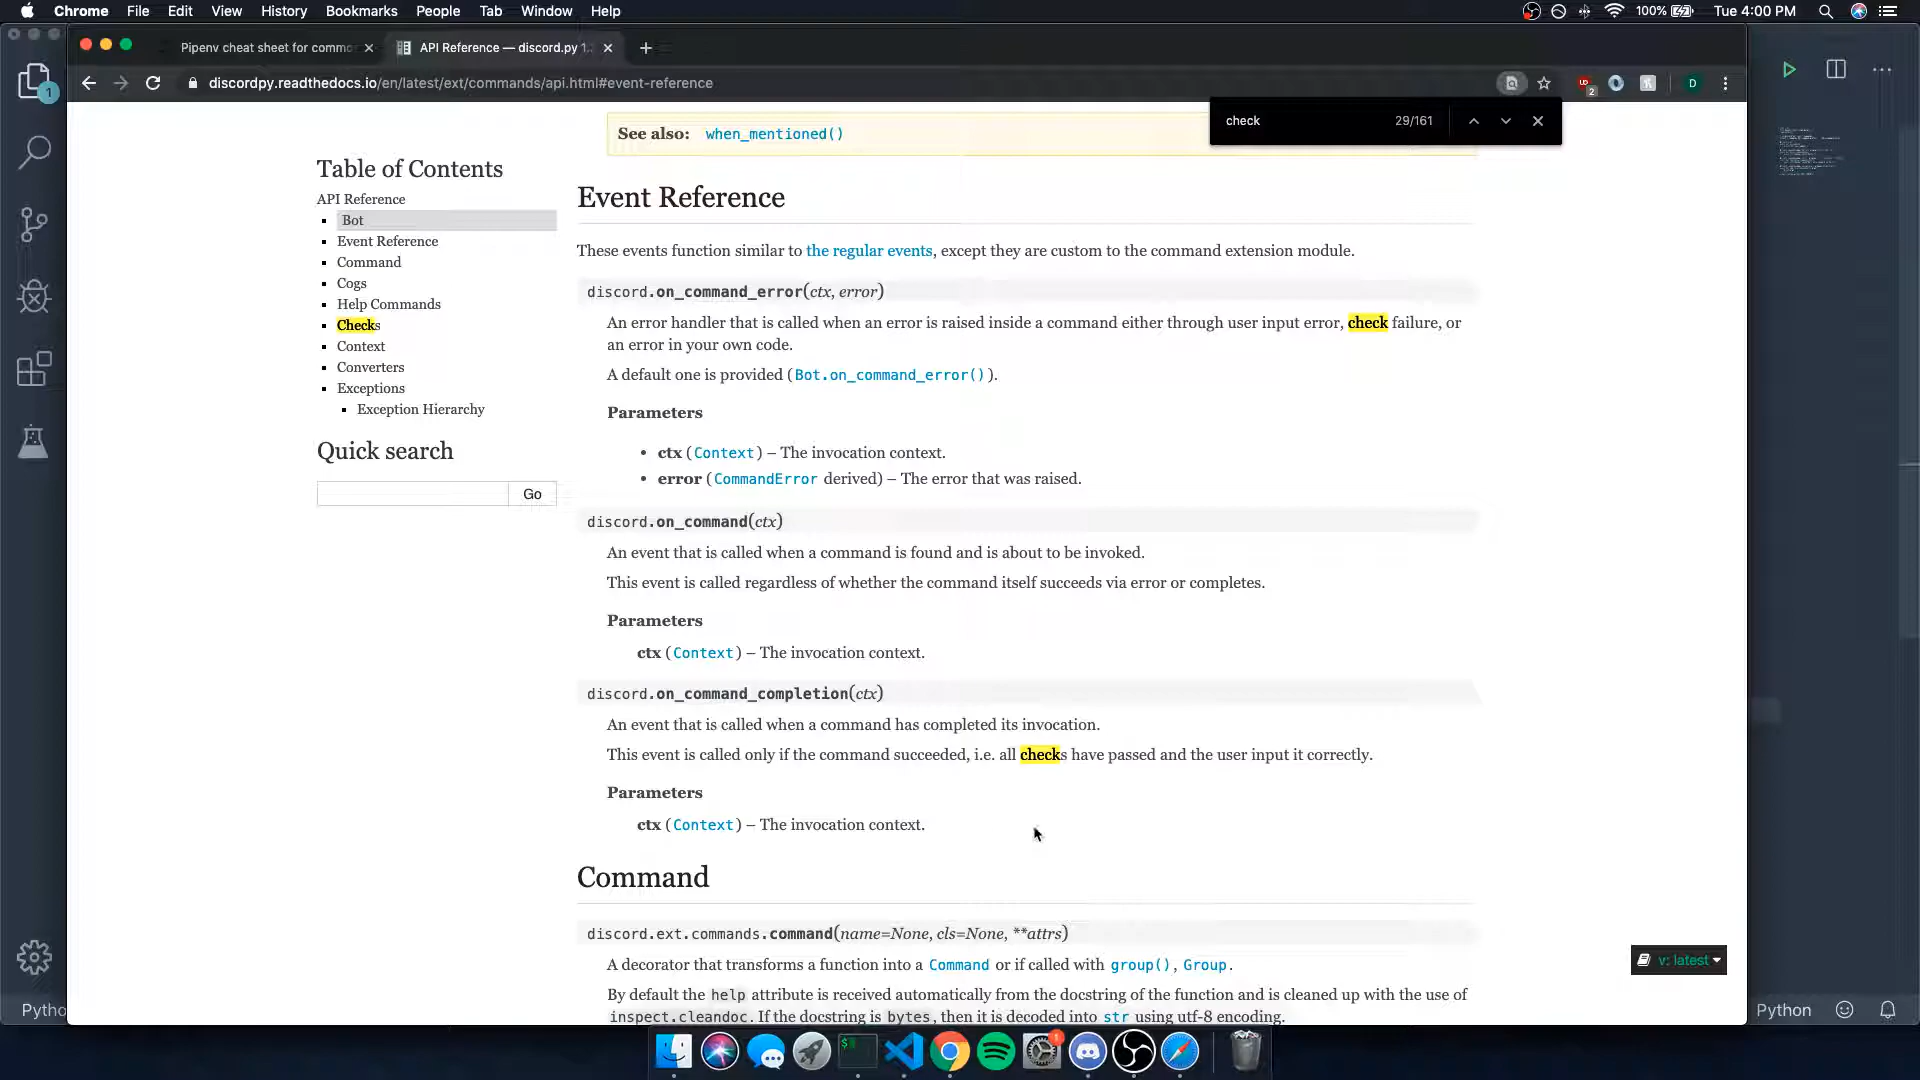 Chrome File Edit View History Bookmarks People Tab Window Help 100% Tue 4:00 PM
Pipenv cheat sheet for commo
API Reference — discord.py 1.
discordpy.readthedocs.io/en/latest/ext/commands/api.html#event-reference
2
D
check 29/161
1
See also: when_mentioned()
Table of Contents
API Reference
Bot
Event Reference
Command
Cogs
Help Commands
Checks
Context
Converters
Exceptions
Exception Hierarchy
Quick search
Go
Event Reference
These events function similar to the regular events, except they are custom to the command extension module.
discord.on_command_error(ctx, error)
An error handler that is called when an error is raised inside a command either through user input error, check failure, or
an error in your own code.
A default one is provided (Bot.on_command_error()).
Parameters
• ctx (Context) – The invocation context.
• error (CommandError derived) – The error that was raised.
discord.on_command(ctx)
An event that is called when a command is found and is about to be invoked.
This event is called regardless of whether the command itself succeeds via error or completes.
Parameters
ctx (Context) – The invocation context.
discord.on_command_completion(ctx)
An event that is called when a command has completed its invocation.
This event is called only if the command succeeded, i.e. all checks have passed and the user input it correctly.
Parameters
ctx (Context) – The invocation context.
Command
discord.ext.commands.command(name=None, cls=None, **attrs)
A decorator that transforms a function into a Command or if called with group(), Group.
By default the help attribute is received automatically from the docstring of the function and is cleaned up with the use of
inspect.cleandoc. If the docstring is bytes, then it is decoded into str using utf-8 encoding.
v: latest
Pytho
Python
1